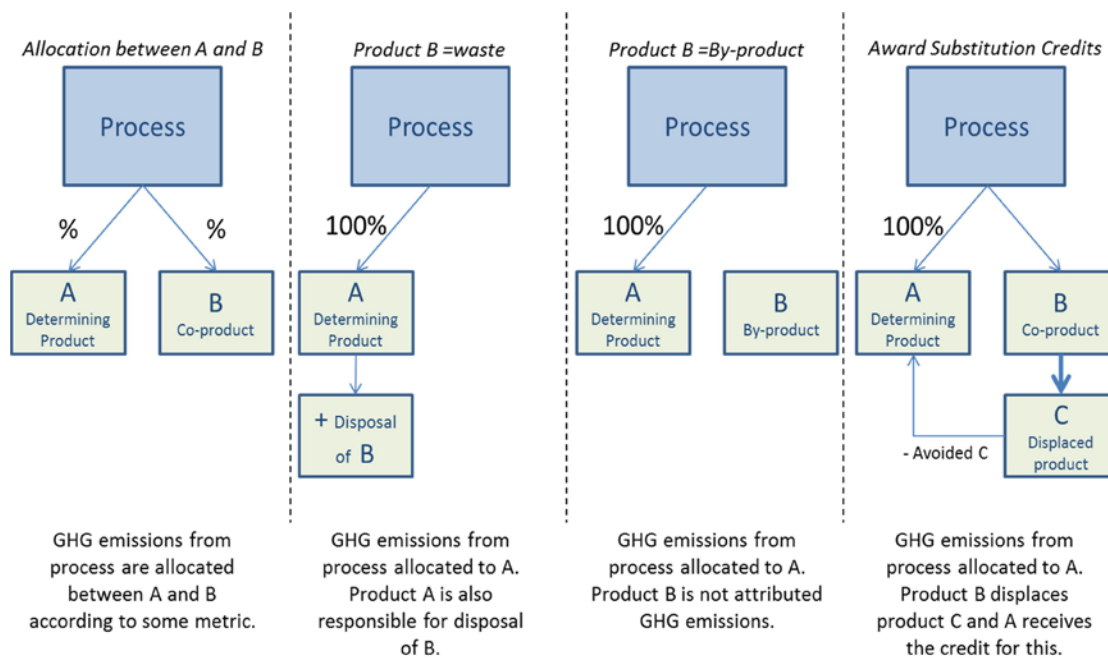 Allocation between A and B
Process
%
%
A
Determining
Product
B
Co-product
GHG emissions from
process are allocated
between A and B
according to some metric.
Product B =waste
Process
100%
A
Determining
Product
+ Disposal
of B
GHG emissions from
process allocated to A.
Product A is also
responsible for disposal
of B.
Product B =By-product
Process
100%
A
Determining
Product
B
By-product
GHG emissions from
process allocated to A.
Product B is not attributed
GHG emissions.
Award Substitution Credits
Process
100%
A
Determining
Product
B
Co-product
C
Displaced
product
- Avoided C
GHG emissions from
process allocated to A.
Product B displaces
product C and A receives
the credit for this.